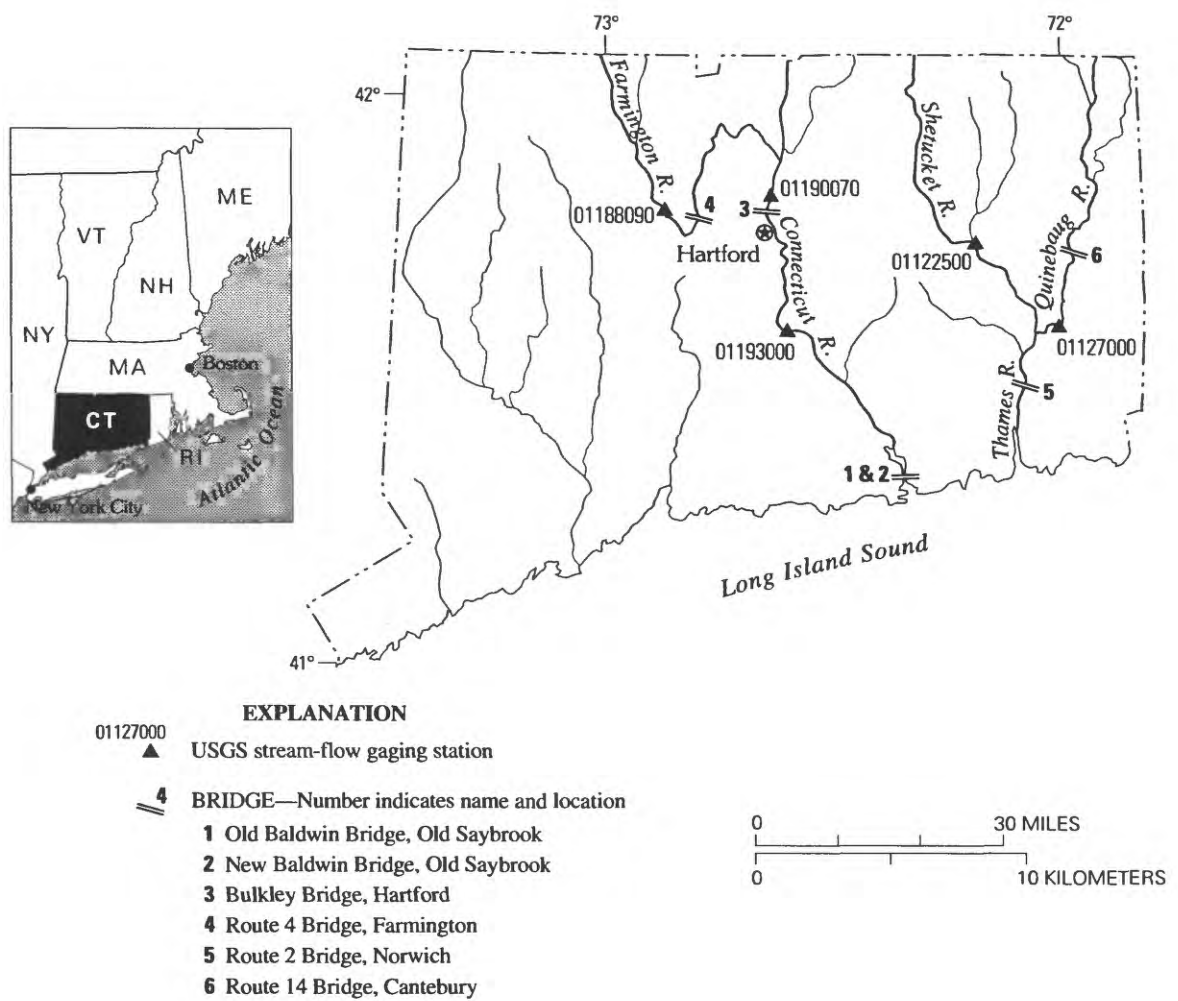 73°
72°
42°
41°
Farmington R.
Shetucket R.
Quinebaug R.
Connecricut R.
Thames R.
01188090
4
3
01190070
Hartford
01122500
6
01193000
01127000
5
1 & 2
Long Island Sound
ME
VT
NH
NY
MA
Boston
CT
RI
Atlantic Ocean
New York City
EXPLANATION
01127000
USGS stream-flow gaging station
4
BRIDGE—Number indicates name and location
1 Old Baldwin Bridge, Old Saybrook
2 New Baldwin Bridge, Old Saybrook
3 Bulkley Bridge, Hartford
4 Route 4 Bridge, Farmington
5 Route 2 Bridge, Norwich
6 Route 14 Bridge, Cantebury
0 30 MILES
0 10 KILOMETERS